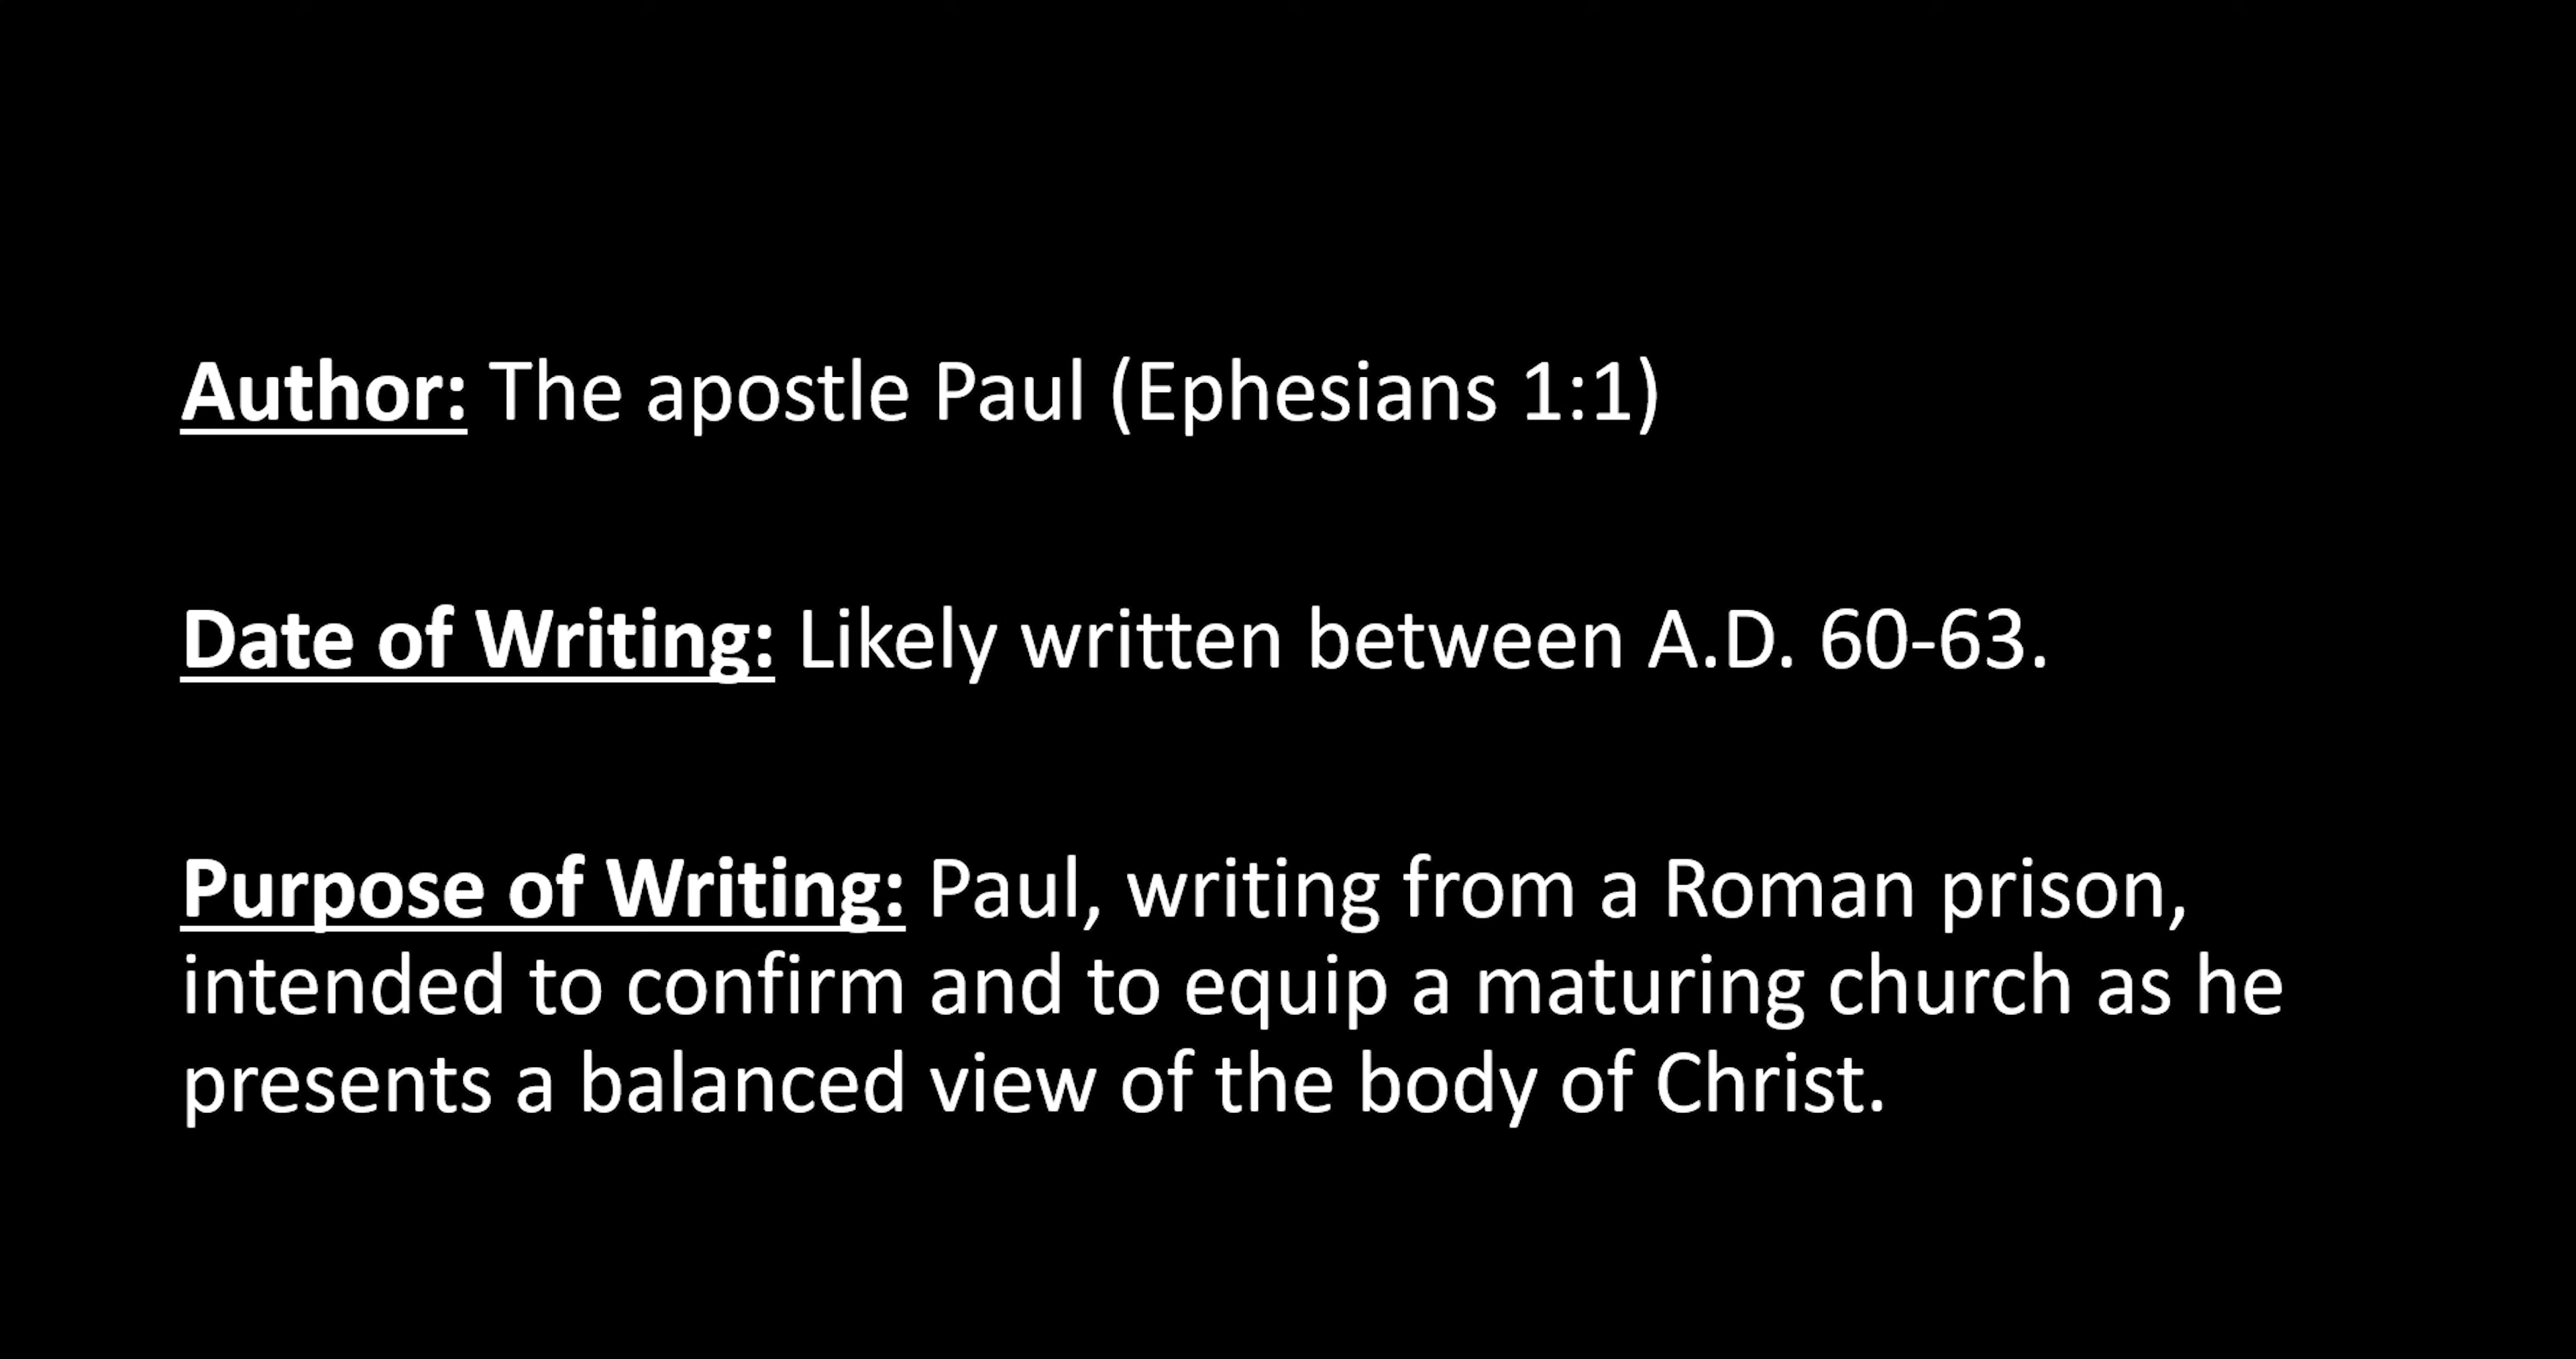 Author: The apostle Paul (Ephesians 1:1)
Date of Writing: Likely written between A.D. 60-63.
Purpose of Writing: Paul, writing from a Roman prison,
intended to confirm and to equip a maturing church as he
presents a balanced view of the body of Christ.